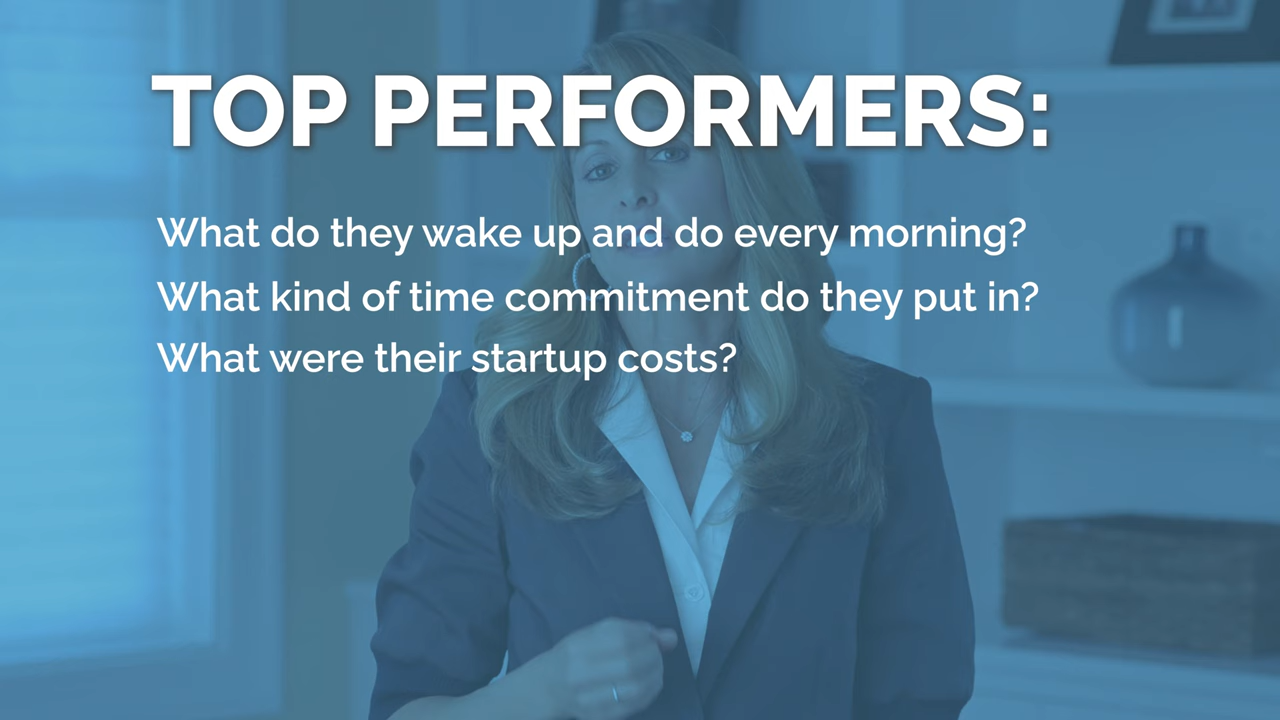 TOP PERFORMERS:
What do they wake up and do every morning?
What kind of time commitment do they put in?
What were their startup costs?